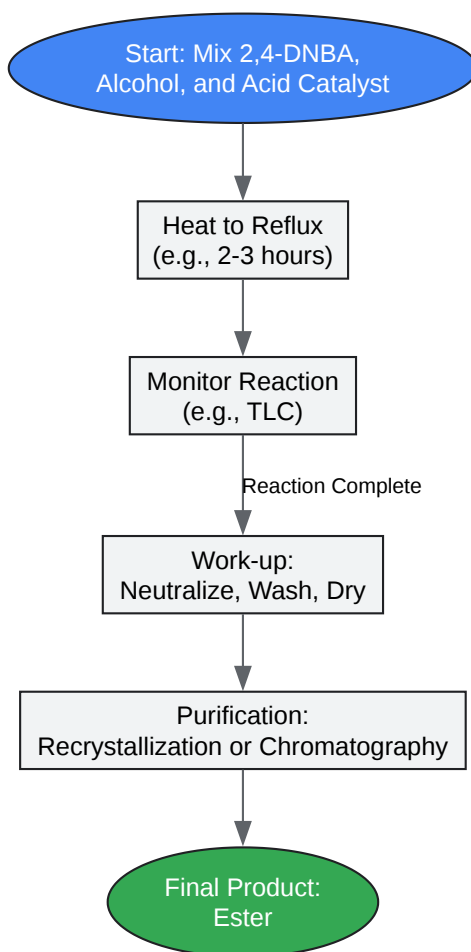 Start: Mix 2,4-DNBA,
Alcohol, and Acid Catalyst
Heat to Reflux
(e.g., 2-3 hours)
Monitor Reaction
(e.g., TLC)
Reaction Complete
Work-up:
Neutralize, Wash, Dry
Purification:
Recrystallization or Chromatography
Final Product:
Ester